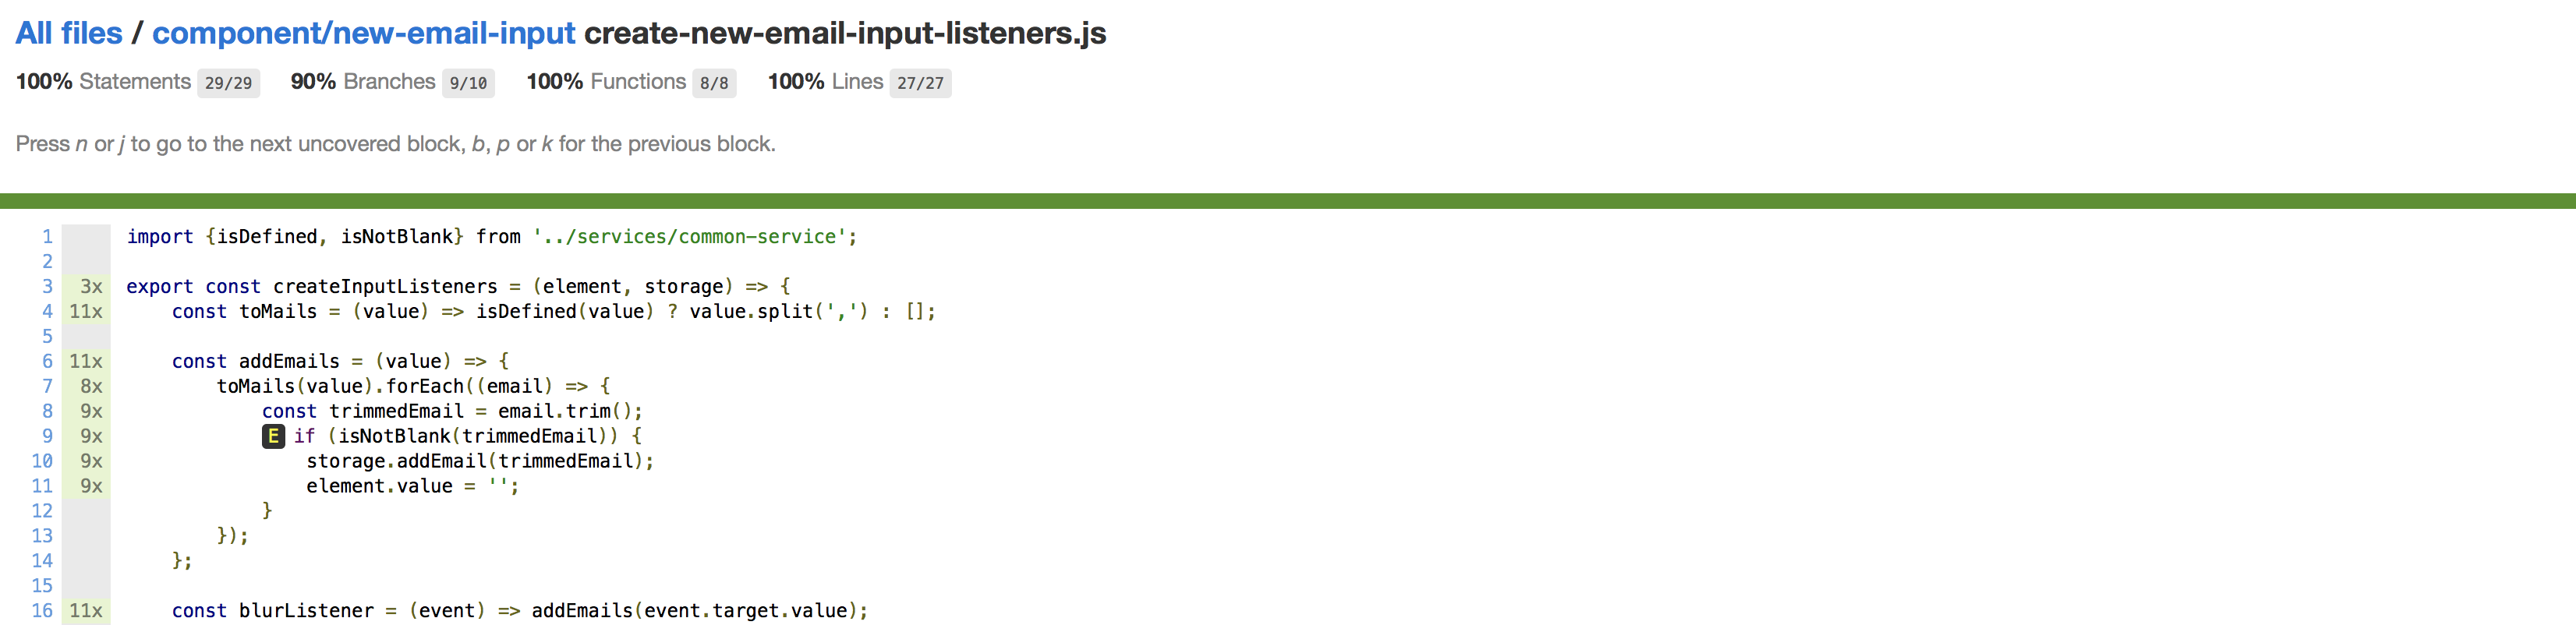 All files / component/new-email-input create-new-email-input-listeners.js
100% Statements 29/29 90% Branches 9/10 100% Functions 8/8 100% Lines 27/27
Press n or j to go to the next uncovered block, b, p or k for the previous block.
1 import {isDefined, isNotBlank} from '../services/common-service';
2
3 3x export const createInputListeners = (element, storage) => {
4 11x const toMails = (value) => isDefined(value) ? value.split(',') : [];
5
6 11x const addEmails = (value) => {
7 8x toMails(value).forEach((email) => {
8 9x const trimmedEmail = email.trim();
9 9x E if (isNotBlank(trimmedEmail)) {
10 9x storage.addEmail(trimmedEmail);
11 9x element.value = '';
12 }
13 });
14 };
15
16 11x const blurListener = (event) => addEmails(event.target.value);